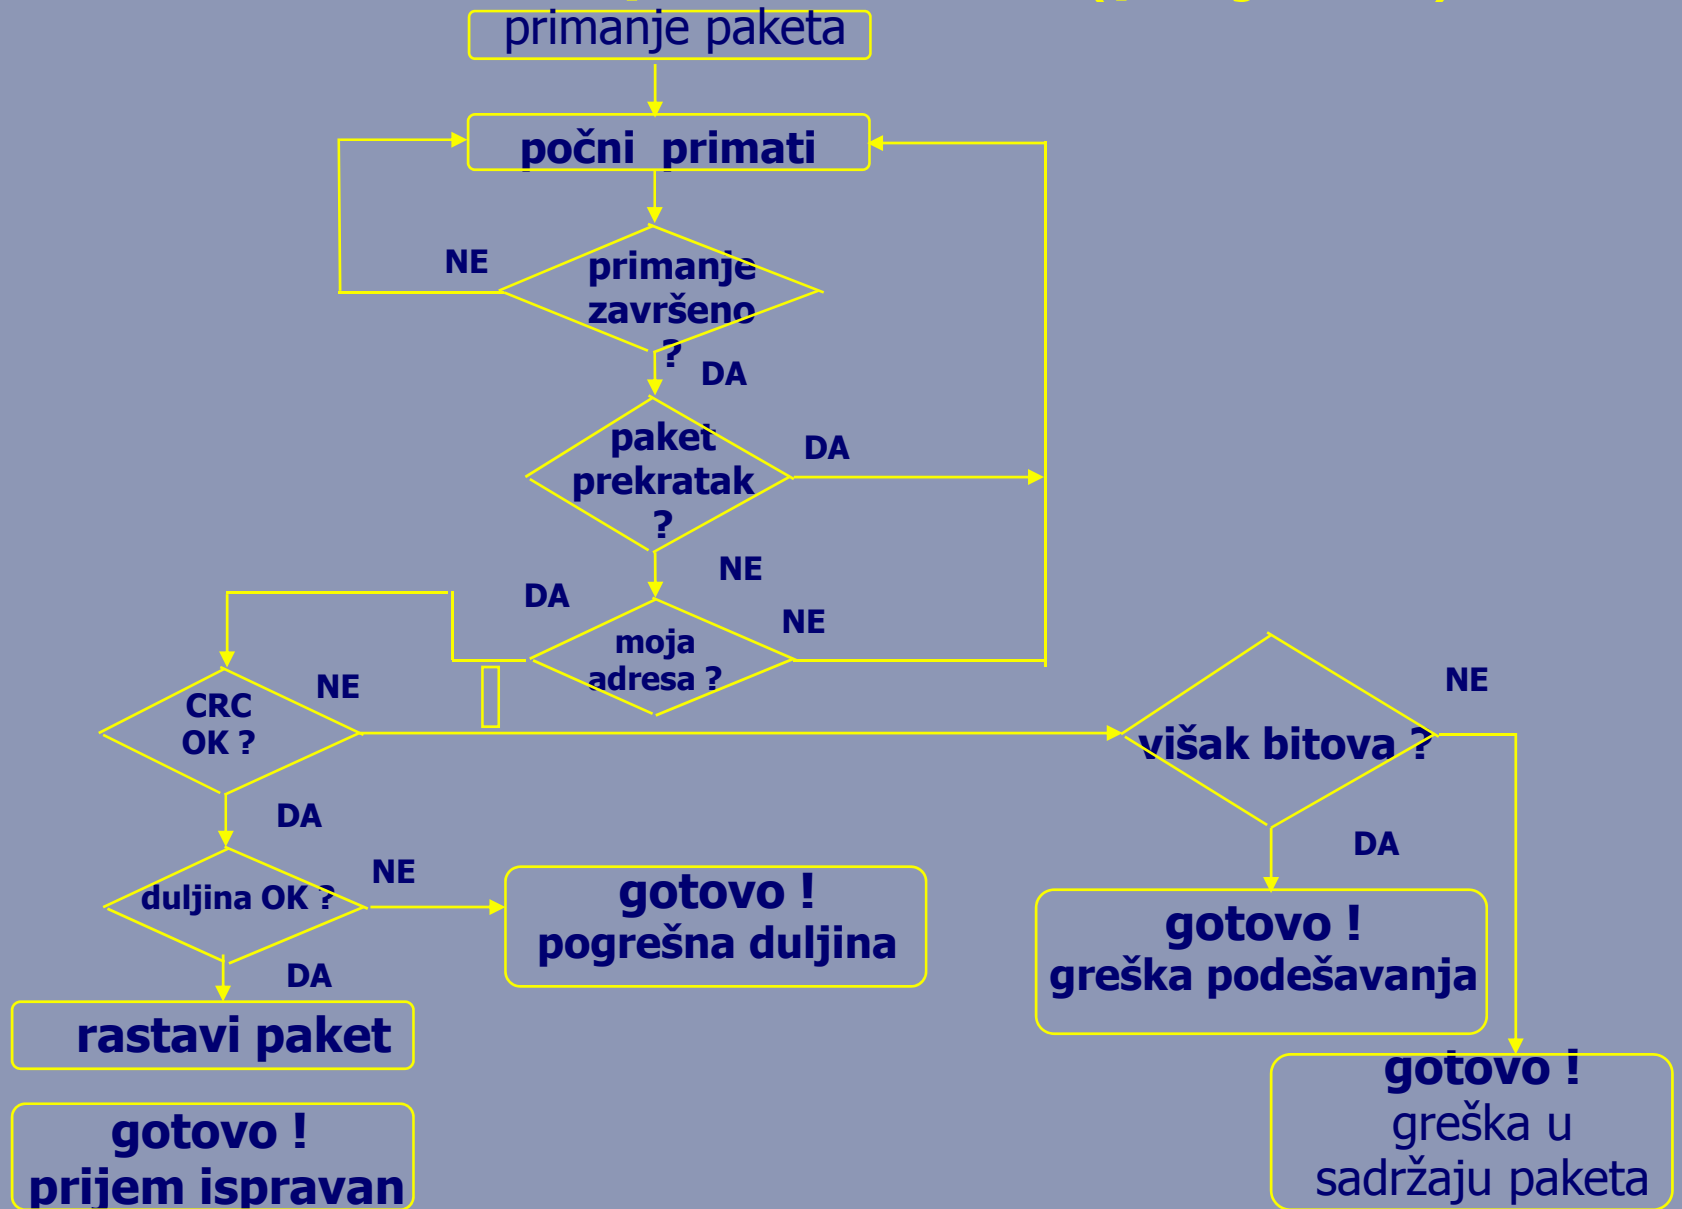 primanje paketa
počni primati
NE
primanje
završeno
?
DA
paket
prekratak
?
DA
NE
DA
moja
adresa ?
NE
CRC
OK ?
NE
višak bitova ?
NE
DA
DA
duljina OK ?
NE
gotovo !
pogrešna duljina
gotovo !
greška podešavanja
DA
rastavi paket
gotovo !
prijem ispravan
gotovo !
greška u
sadržaju paketa